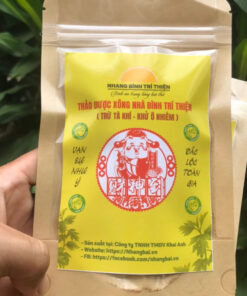 NHANG BÌNH TRÍ THIỆN
THẢO DƯỢC XÔNG NHÀ ĐÌNH TRÍ THIỆN
( TRỪ TÀ KHÍ - KHỬ Ô NHIỄM )
VẠN
SỰ
NHƯ
Ý
ĐẮC
LỘC
TOÀN
GIA
- Sản xuất tại: Công ty TNHH TMDV Khai Anh
- Website: https://Nhangbai.vn
- FB: https://facebook.com/nhangbai.vn